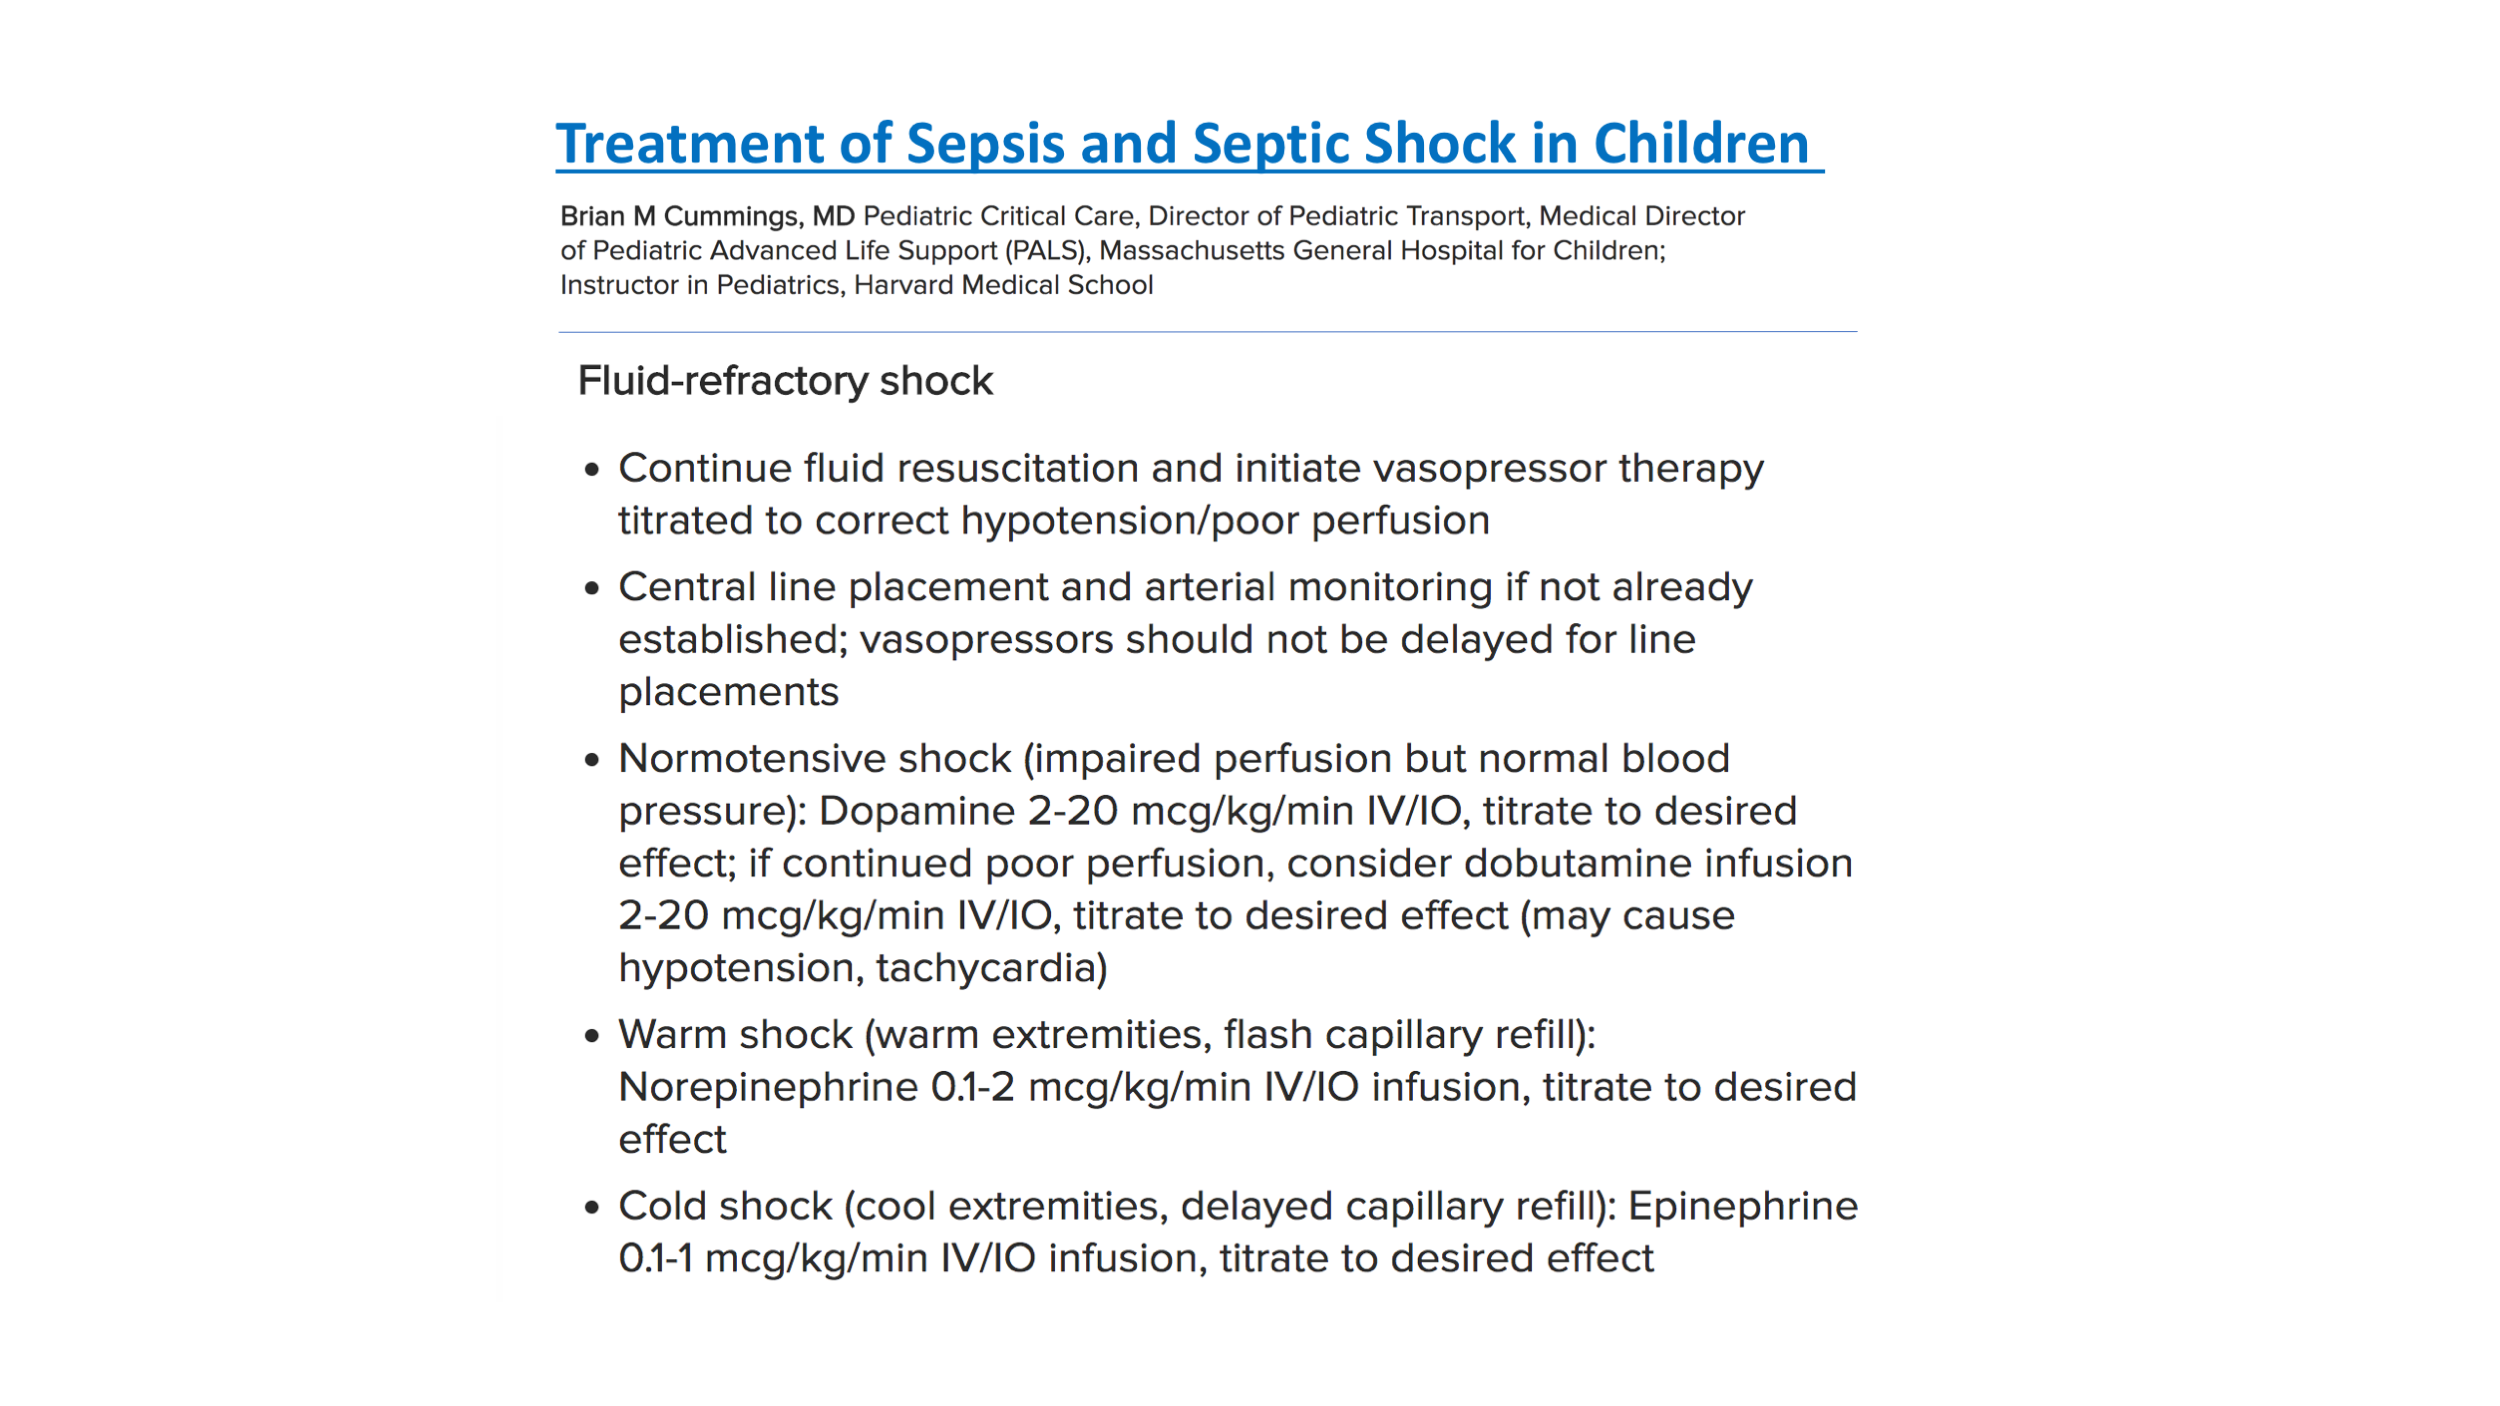 Treatment of Sepsis and Septic Shock in Children
Brian M Cummings, MD Pediatric Critical Care, Director of Pediatric Transport, Medical Director
of Pediatric Advanced Life Support (PALS), Massachusetts General Hospital for Children;
Instructor in Pediatrics, Harvard Medical School
Fluid-refractory shock
• Continue fluid resuscitation and initiate vasopressor therapy
titrated to correct hypotension/poor perfusion
• Central line placement and arterial monitoring if not already
established; vasopressors should not be delayed for line
placements
• Normotensive shock (impaired perfusion but normal blood
pressure): Dopamine 2-20 mcg/kg/min IV/IO, titrate to desired
effect; if continued poor perfusion, consider dobutamine infusion
2-20 mcg/kg/min IV/IO, titrate to desired effect (may cause
hypotension, tachycardia)
• Warm shock (warm extremities, flash capillary refill):
Norepinephrine 0.1-2 mcg/kg/min IV/IO infusion, titrate to desired
effect
• Cold shock (cool extremities, delayed capillary refill): Epinephrine
0.1-1 mcg/kg/min IV/IO infusion, titrate to desired effect